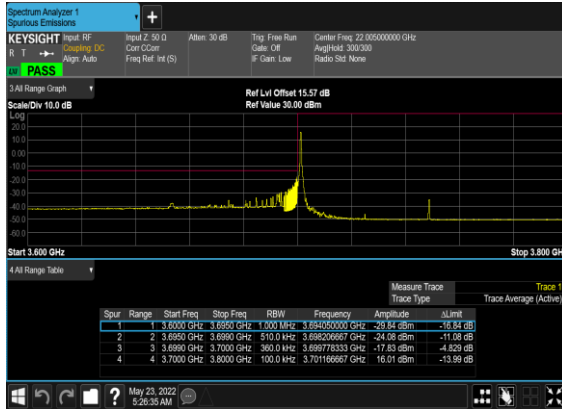 Spectrum Analyzer 1
Spurious Emissions
+
KEYSIGHT Input: RF Input Z: 50 Ω Atten: 30 dB Trig: Free Run Center Freq: 22.005000000 GHz
R T Coupling: DC Corr CCorr Gate: Off Avg|Hold: 300/300
Align: Auto Freq Ref: Int (S) IF Gain: Low Radio Std: None
PASS
3 All Range Graph
Ref Lvl Offset 15.57 dB
Scale/Div 10.0 dB Ref Value 30.00 dBm
Log
20.0
10.0
0.00
-10.0
-20.0
-30.0
-40.0
-50.0
-60.0
Start 3.600 GHz Stop 3.800 GH
4 All Range Table
Measure Trace Trace 1
Trace Type Trace Average (Active)
Spur Range Start Freq Stop Freq RBW Frequency Amplitude ΔLimit
1 1 3.6000 GHz 3.6950 GHz 1.000 MHz 3.694050000 GHz -29.84 dBm -16.84 dB
2 2 3.6950 GHz 3.6990 GHz 510.0 kHz 3.698206667 GHz -24.08 dBm -11.08 dB
3 3 3.6990 GHz 3.7000 GHz 360.0 kHz 3.699778333 GHz -17.83 dBm -4.829 dB
4 4 3.7000 GHz 3.8000 GHz 100.0 kHz 3.701166667 GHz 16.01 dBm -13.99 dB
? May 23, 2022
5:26:35 AM